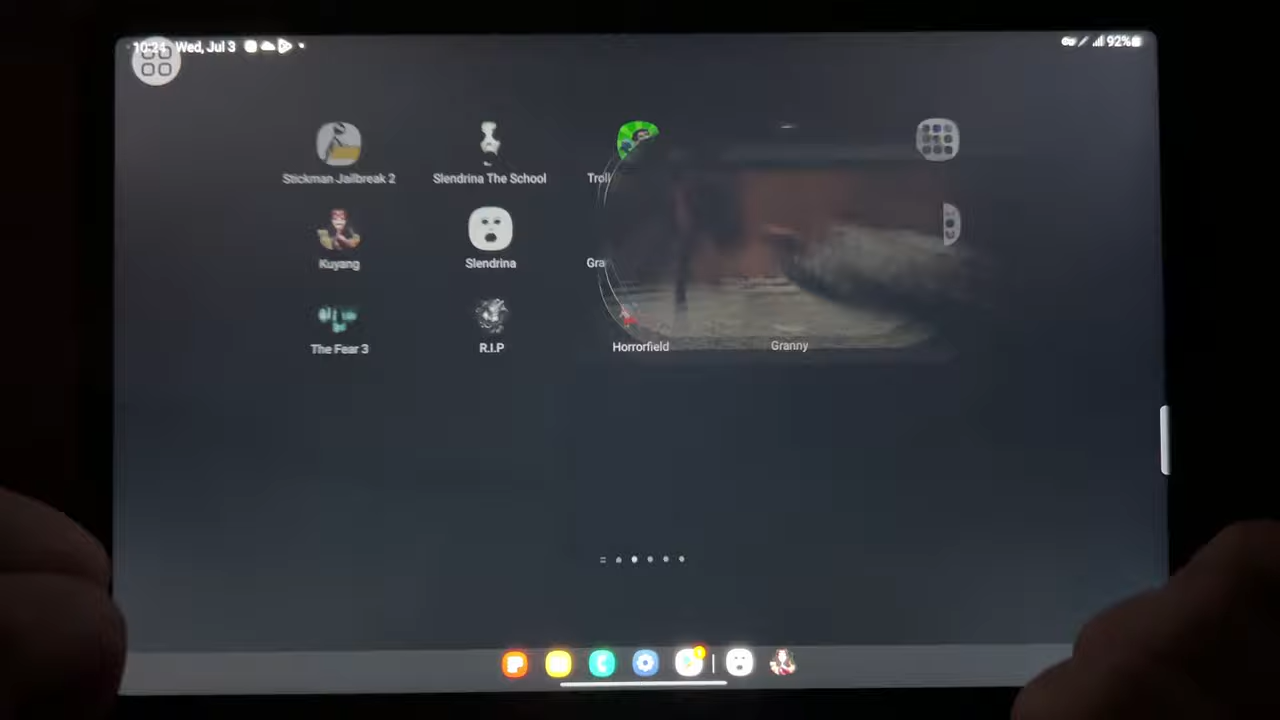 10:24 Wed, Jul 3
92%
Stickman Jailbreak 2
Slendrina The School
Troll
Kuyang
Slendrina
Gra
The Fear 3
R.I.P
Horrorfield
Granny